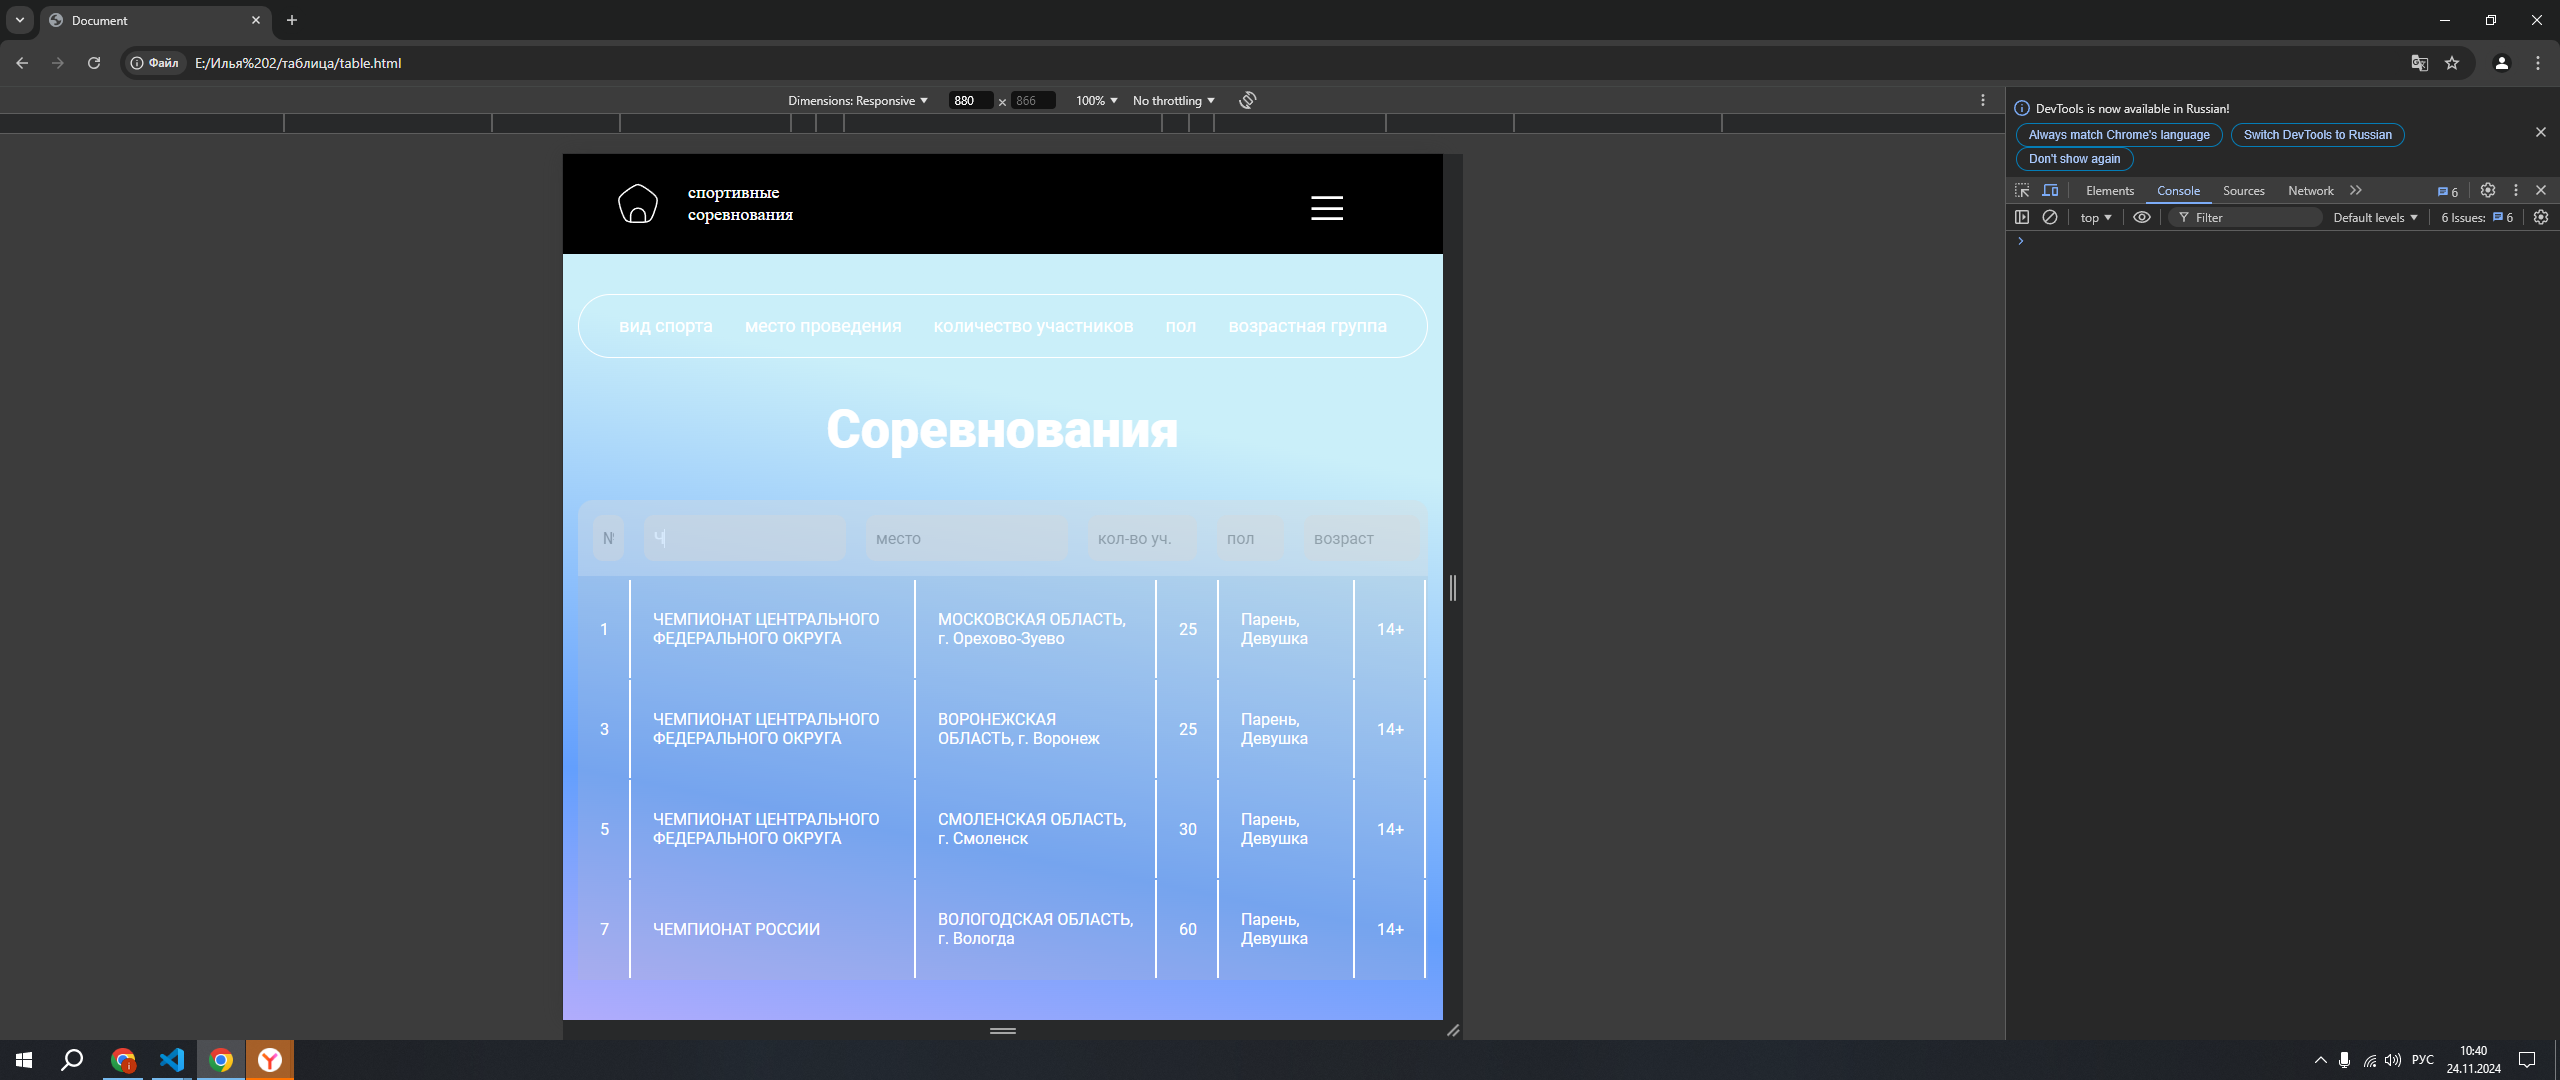 Document
Файл
E:/Илья%202/таблица/table.html
Dimensions: Responsive
880 × 866
100%
No throttling
DevTools is now available in Russian!
Always match Chrome's language
Switch DevTools to Russian
Don't show again
Elements Console Sources Network 6
top Filter Default levels 6 Issues: 6
спортивные
соревнования
вид спорта место проведения количество участников пол возрастная группа
Соревнования
№ Ч место кол-во уч. пол возраст
1 ЧЕМПИОНАТ ЦЕНТРАЛЬНОГО ФЕДЕРАЛЬНОГО ОКРУГА МОСКОВСКАЯ ОБЛАСТЬ, г. Орехово-Зуево 25 Парень, Девушка 14+
3 ЧЕМПИОНАТ ЦЕНТРАЛЬНОГО ФЕДЕРАЛЬНОГО ОКРУГА ВОРОНЕЖСКАЯ ОБЛАСТЬ, г. Воронеж 25 Парень, Девушка 14+
5 ЧЕМПИОНАТ ЦЕНТРАЛЬНОГО ФЕДЕРАЛЬНОГО ОКРУГА СМОЛЕНСКАЯ ОБЛАСТЬ, г. Смоленск 30 Парень, Девушка 14+
7 ЧЕМПИОНАТ РОССИИ ВОЛОГОДСКАЯ ОБЛАСТЬ, г. Вологда 60 Парень, Девушка 14+
РУС
10:40
24.11.2024